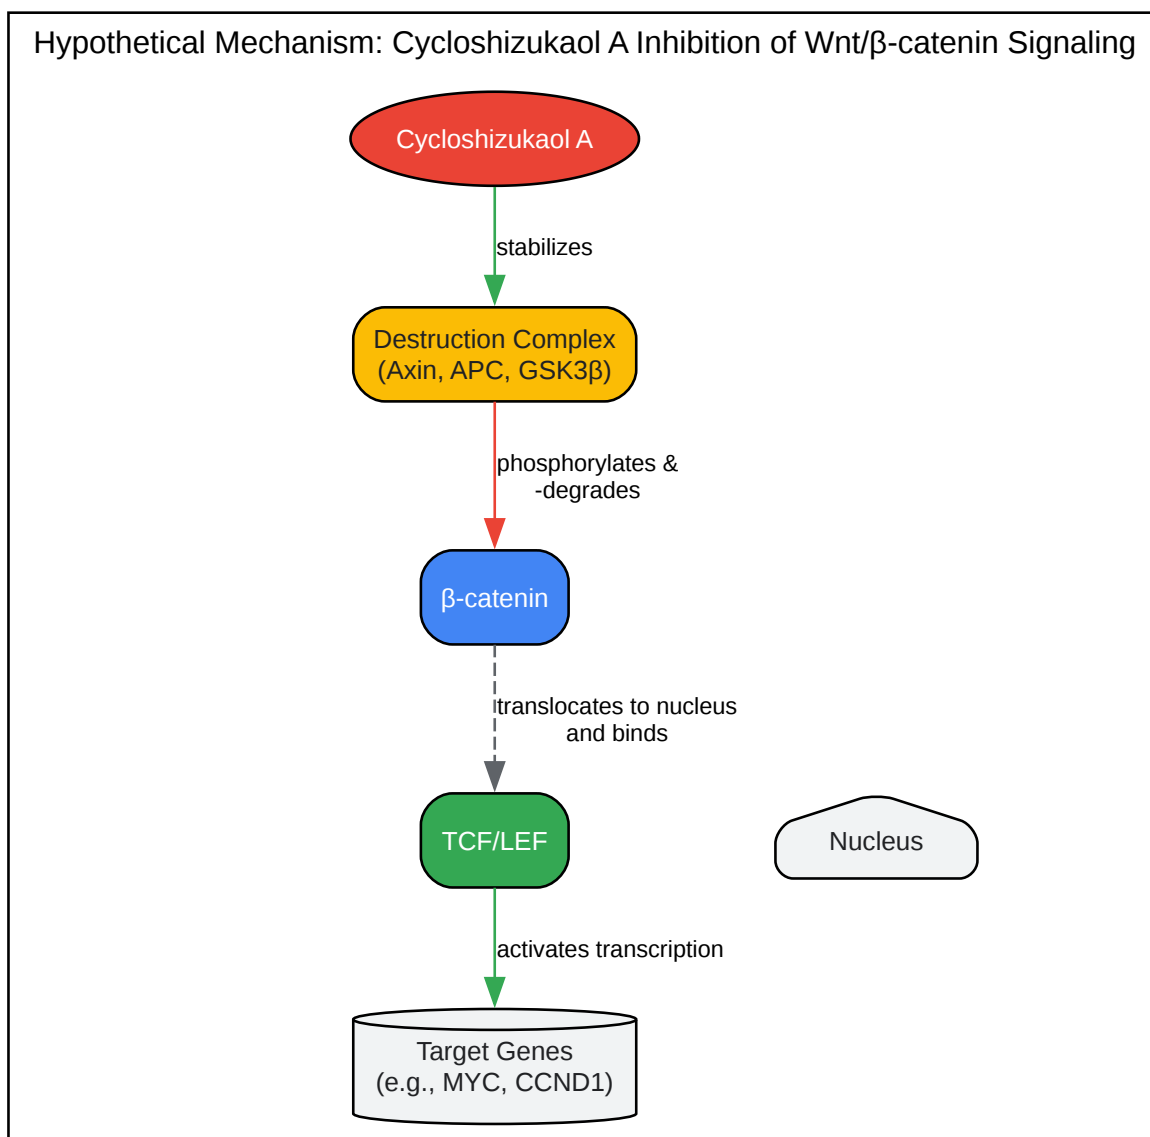 Hypothetical Mechanism: Cycloshizukaol A Inhibition of Wnt/β-catenin Signaling
Cycloshizukaol A
stabilizes
Destruction Complex
(Axin, APC, GSK3β)
phosphorylates &
-degrades
β-catenin
translocates to nucleus
and binds
TCF/LEF
Nucleus
activates transcription
Target Genes
(e.g., MYC, CCND1)